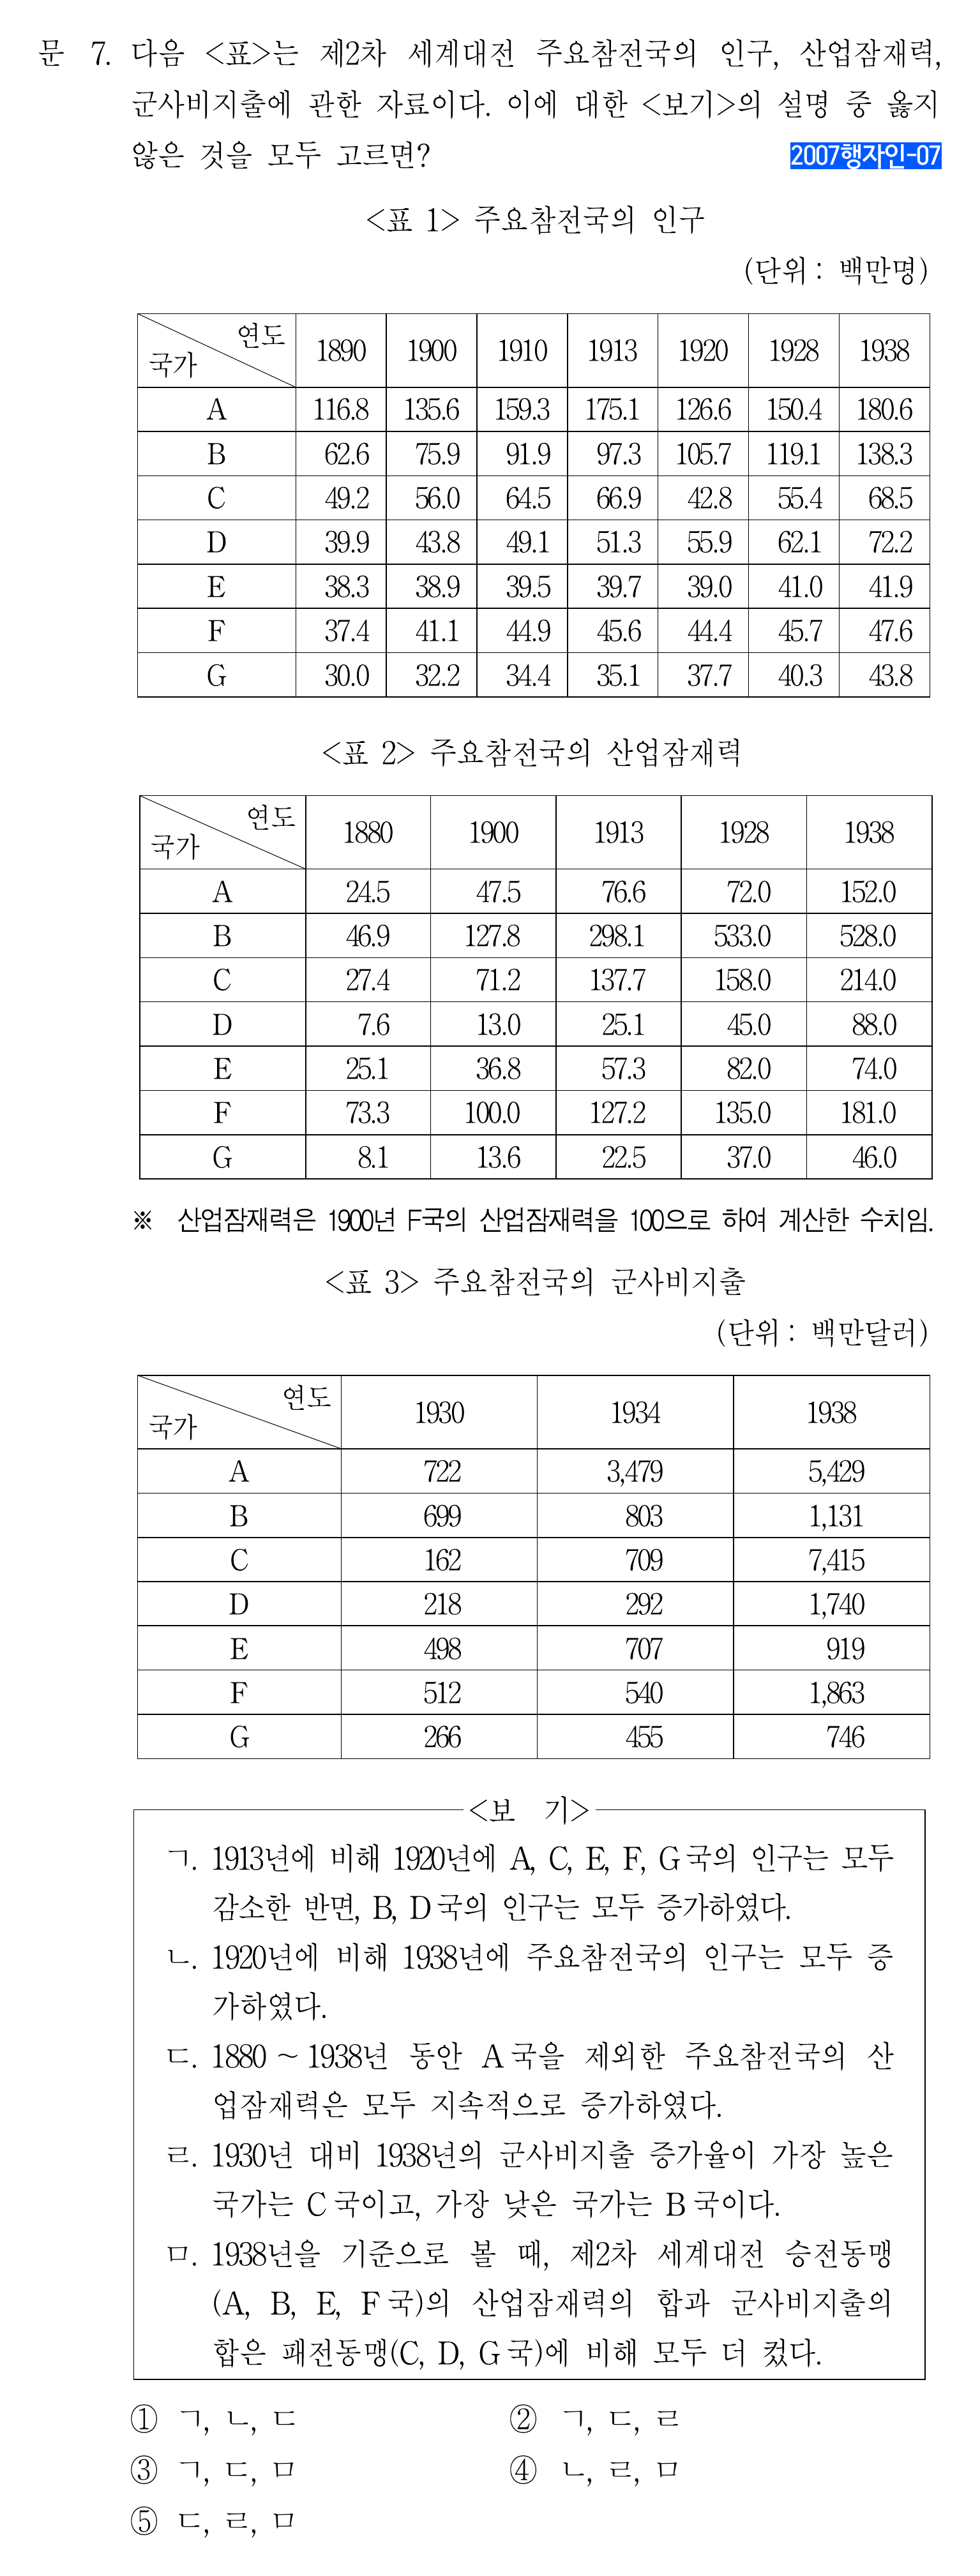 문 7. 다음 <표>는 제2차 세계대전 주요참전국의 인구, 산업잠재력,
군사비지출에 관한 자료이다. 이에 대한 <보기>의 설명 중 옳지
않은 것을 모두 고르면?
2007행자인-07
<표 1> 주요참전국의 인구
(단위 : 백만명)
국가 연도 1890 1900 1910 1913 1920 1928 1938
A 116.8 135.6 159.3 175.1 126.6 150.4 180.6
B 62.6 75.9 91.9 97.3 105.7 119.1 138.3
C 49.2 56.0 64.5 66.9 42.8 55.4 68.5
D 39.9 43.8 49.1 51.3 55.9 62.1 72.2
E 38.3 38.9 39.5 39.7 39.0 41.0 41.9
F 37.4 41.1 44.9 45.6 44.4 45.7 47.6
G 30.0 32.2 34.4 35.1 37.7 40.3 43.8
<표 2> 주요참전국의 산업잠재력
국가 연도 1880 1900 1913 1928 1938
A 24.5 47.5 76.6 72.0 152.0
B 46.9 127.8 298.1 533.0 528.0
C 27.4 71.2 137.7 158.0 214.0
D 7.6 13.0 25.1 45.0 88.0
E 25.1 36.8 57.3 82.0 74.0
F 73.3 100.0 127.2 135.0 181.0
G 8.1 13.6 22.5 37.0 46.0
※ 산업잠재력은 1900년 F국의 산업잠재력을 100으로 하여 계산한 수치임.
<표 3> 주요참전국의 군사비지출
(단위 : 백만달러)
국가 연도 1930 1934 1938
A 722 3,479 5,429
B 699 803 1,131
C 162 709 7,415
D 218 292 1,740
E 498 707 919
F 512 540 1,863
G 266 455 746
<보 기>
ㄱ. 1913년에 비해 1920년에 A, C, E, F, G국의 인구는 모두
감소한 반면, B, D국의 인구는 모두 증가하였다.
ㄴ. 1920년에 비해 1938년에 주요참전국의 인구는 모두 증
가하였다.
ㄷ. 1880 ~ 1938년 동안 A국을 제외한 주요참전국의 산
업잠재력은 모두 지속적으로 증가하였다.
ㄹ. 1930년 대비 1938년의 군사비지출 증가율이 가장 높은
국가는 C국이고, 가장 낮은 국가는 B국이다.
ㅁ. 1938년을 기준으로 볼 때, 제2차 세계대전 승전동맹
(A, B, E, F국)의 산업잠재력의 합과 군사비지출의
합은 패전동맹(C, D, G국)에 비해 모두 더 컸다.
① ㄱ, ㄴ, ㄷ ② ㄱ, ㄷ, ㄹ
③ ㄱ, ㄷ, ㅁ ④ ㄴ, ㄹ, ㅁ
⑤ ㄷ, ㄹ, ㅁ